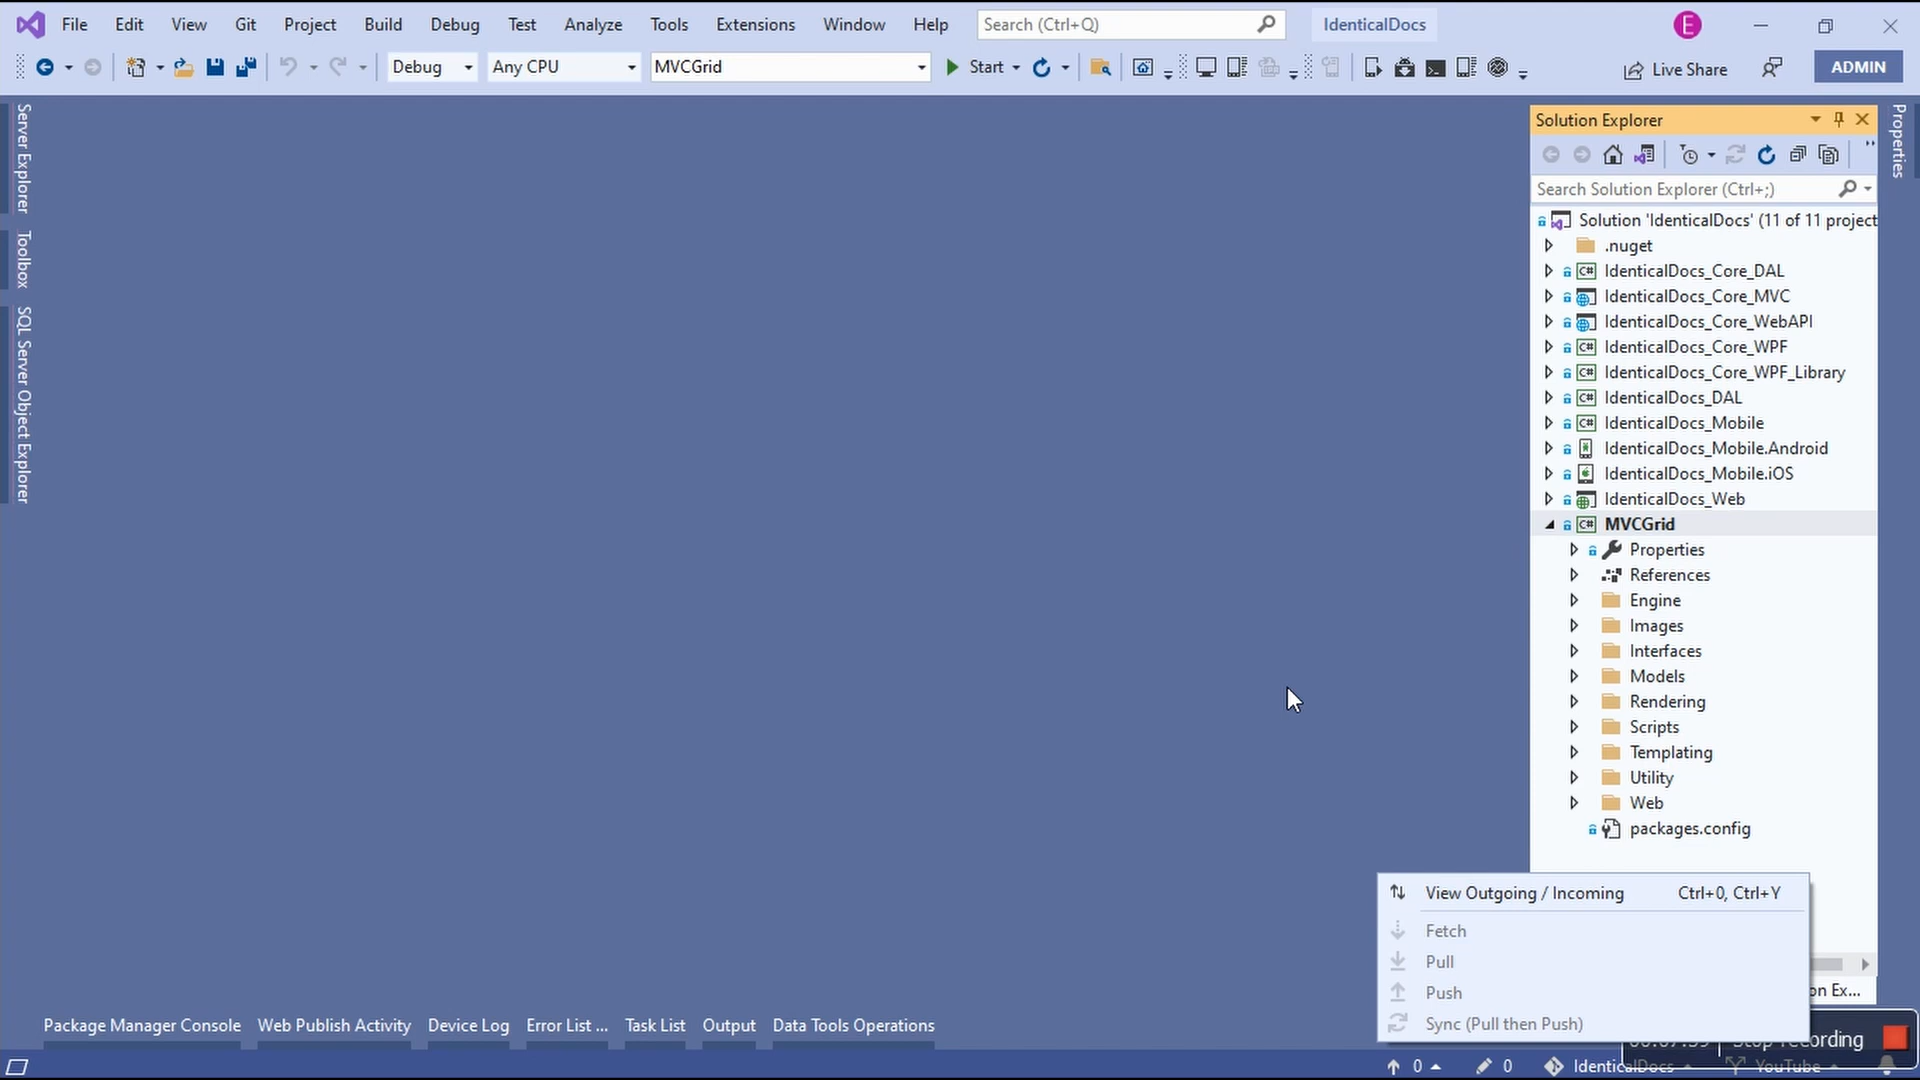 File Edit View Git Project Build Debug Test Analyze Tools Extensions Window Help Search (Ctrl+Q) IdenticalDocs E
Debug Any CPU MVCGrid Start Live Share ADMIN
Server Explorer
Toolbox
SQL Server Object Explorer
Solution Explorer
Properties
Search Solution Explorer (Ctrl+;)
Solution 'IdenticalDocs' (11 of 11 project
.nuget
C# IdenticalDocs_Core_DAL
IdenticalDocs_Core_MVC
IdenticalDocs_Core_WebAPI
C# IdenticalDocs_Core_WPF
C# IdenticalDocs_Core_WPF_Library
C# IdenticalDocs_DAL
C# IdenticalDocs_Mobile
IdenticalDocs_Mobile.Android
IdenticalDocs_Mobile.iOS
IdenticalDocs_Web
C# MVCGrid
Properties
References
Engine
Images
Interfaces
Models
Rendering
Scripts
Templating
Utility
Web
packages.config
View Outgoing / Incoming Ctrl+0, Ctrl+Y
Fetch
Pull
Push
Sync (Pull then Push)
on Ex...
Package Manager Console Web Publish Activity Device Log Error List ... Task List Output Data Tools Operations
Stop recording
0 0 IdenticalDocs YouTube